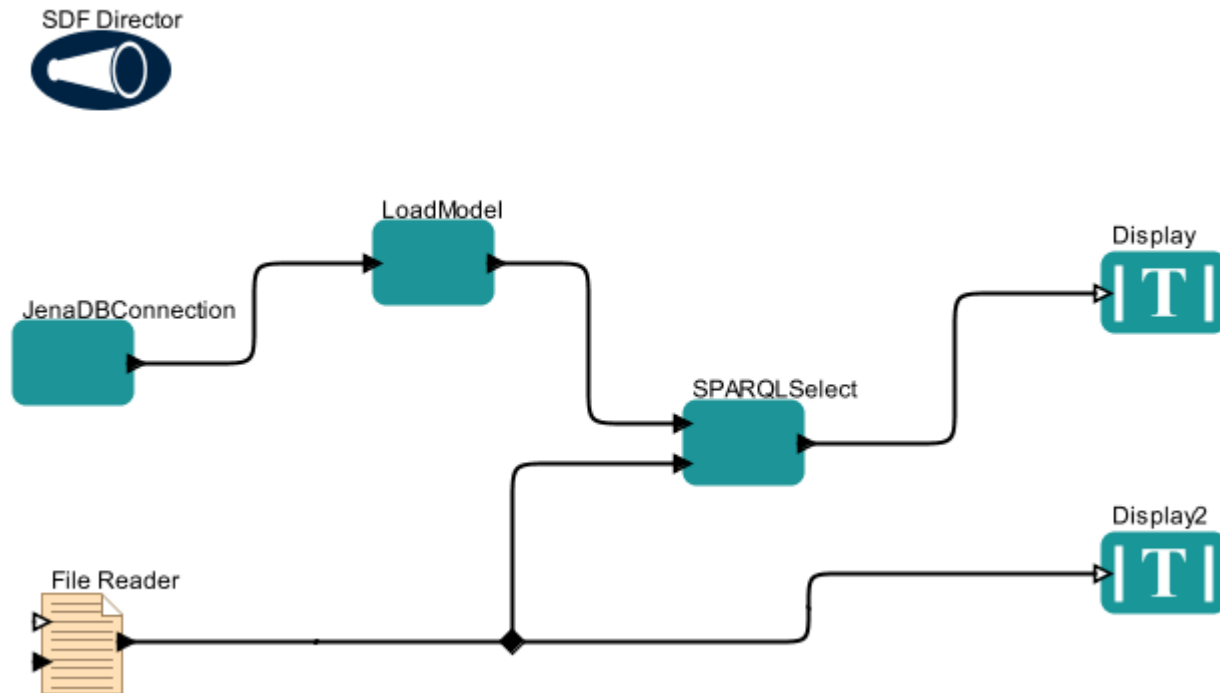 SDF Director
LoadModel
Display
T
JenaDBConnection
SPARQLSelect
Display2
T
File Reader